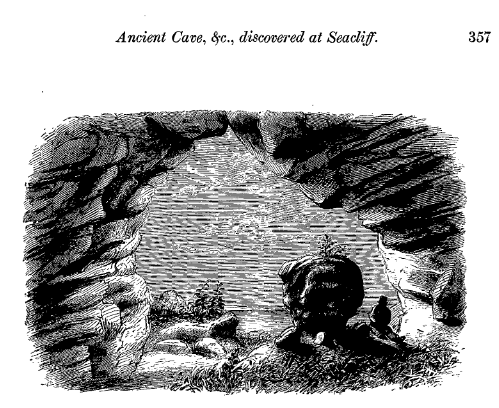 Ancient Cave, &c., discovered at Seacliff. 357